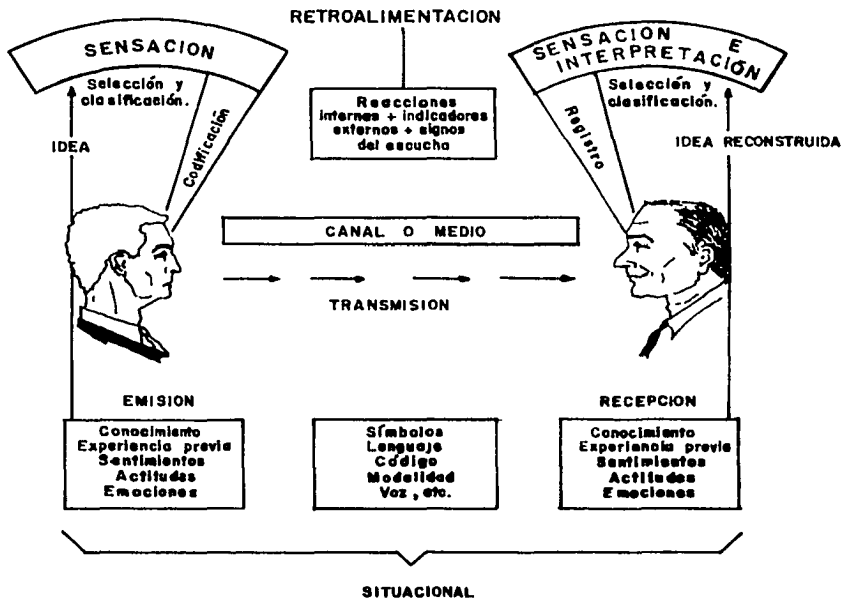 RETROALIMENTACION
SENSACION
SENSACION E
INTERPRETACIÓN
Selección y
clasificación.
Codificación
Reacciones
internas + indicadores
externos + signos
del escucha
Registro
Selección y
clasificación.
IDEA
IDEA RECONSTRUIDA
CANAL O MEDIO
TRANSMISION
EMISION
RECEPCION
Conocimiento
Experiencia previa
Sentimientos
Actitudes
Emociones
Símbolos
Lenguaje
Código
Modalidad
Voz, etc.
Conocimiento
Experiencia previa
Sentimientos
Actitudes
Emociones
SITUACIONAL